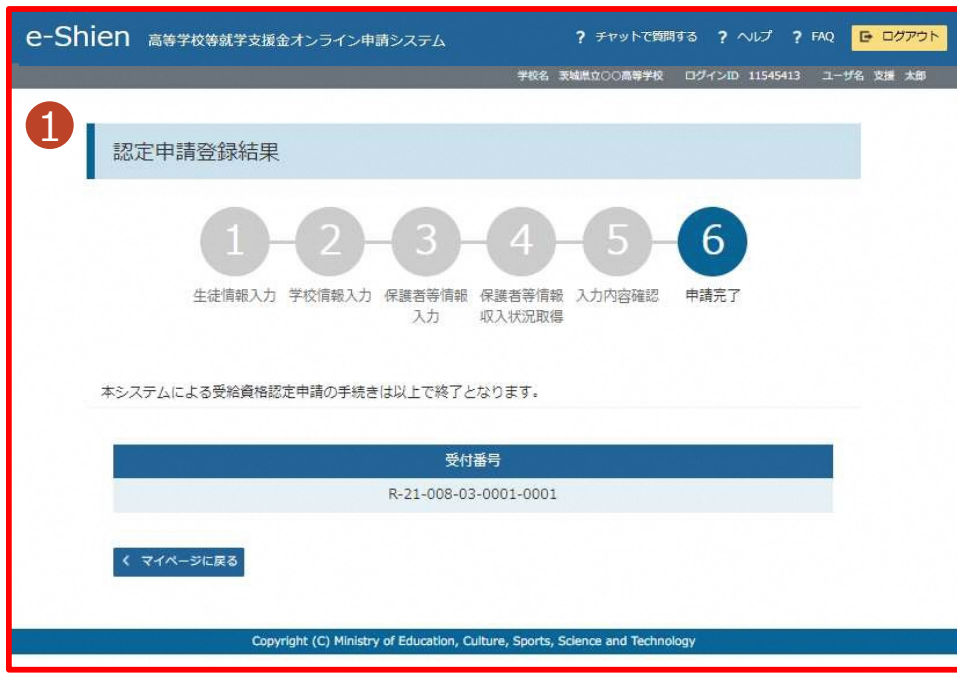 e-Shien 高等学校等就学支援金オンライン申請システム ? チャットで質問する ? ヘルプ ? FAQ ログアウト
学校名 茨城県立○○高等学校 ログインID 11545413 ユーザ名 支援 太郎
1
認定申請登録結果
1 2 3 4 5 6
生徒情報入力 学校情報入力 保護者等情報 保護者等情報 入力内容確認 申請完了
入力 収入状況取得
本システムによる受給資格認定申請の手続きは以上で終了となります。
受付番号
R-21-008-03-0001-0001
マイページに戻る
Copyright (C) Ministry of Education, Culture, Sports, Science and Technology